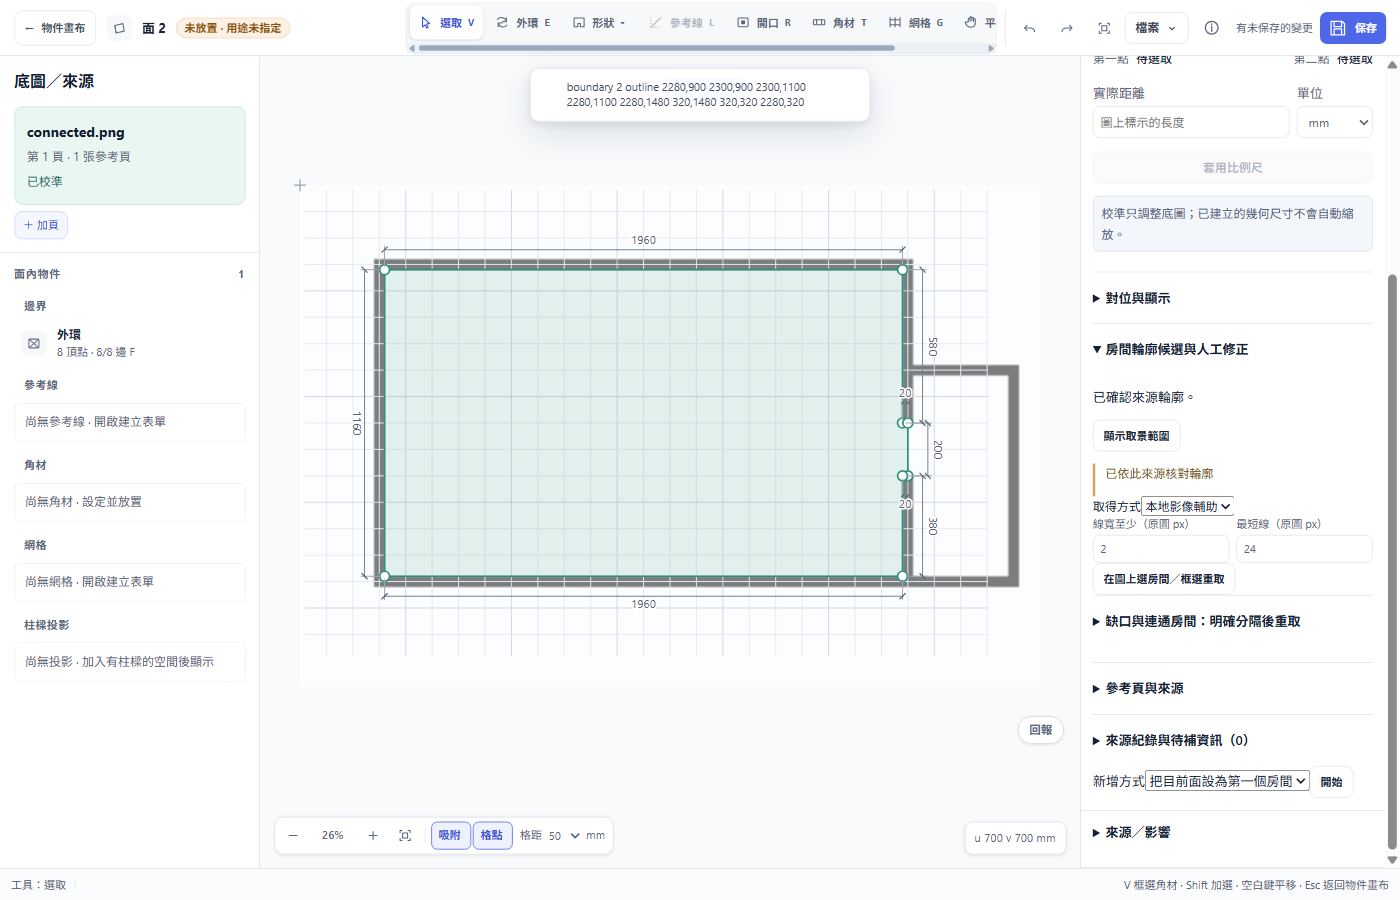 ← 物件畫布
面 2
未放置 · 用途未指定
選取 V
外環 E
形狀
參考線 L
開口 R
角材 T
網格 G
平
檔案
有未保存的變更
保存
底圖／來源
connected.png
第 1 頁 · 1 張參考頁
已校準
＋ 加頁
面內物件 1
邊界
外環
8 頂點 · 8/8 邊 F
參考線
尚無參考線 · 開啟建立表單
角材
尚無角材 · 設定並放置
網格
尚無網格 · 開啟建立表單
柱樑投影
尚無投影 · 加入有柱樑的空間後顯示
boundary 2 outline 2280,900 2300,900 2300,1100
2280,1100 2280,1480 320,1480 320,320 2280,320
1960
580
20
1160
200
20
380
1960
回報
26%
吸附
格點
格距 50 mm
u 700 v 700 mm
第一點 待選取
第二點 待選取
實際距離
單位
圖上標示的長度
mm
套用比例尺
校準只調整底圖；已建立的幾何尺寸不會自動縮
放。
對位與顯示
房間輪廓候選與人工修正
已確認來源輪廓。
顯示取景範圍
已依此來源核對輪廓
取得方式 本地影像輔助
線寬至少（原圖 px）
最短線（原圖 px）
2
24
在圖上選房間／框選重取
缺口與連通房間：明確分隔後重取
參考頁與來源
來源紀錄與待補資訊（0）
新增方式 把目前面設為第一個房間 開始
來源／影響
工具：選取
V 框選角材 · Shift 加選 · 空白鍵平移 · Esc 返回物件畫布